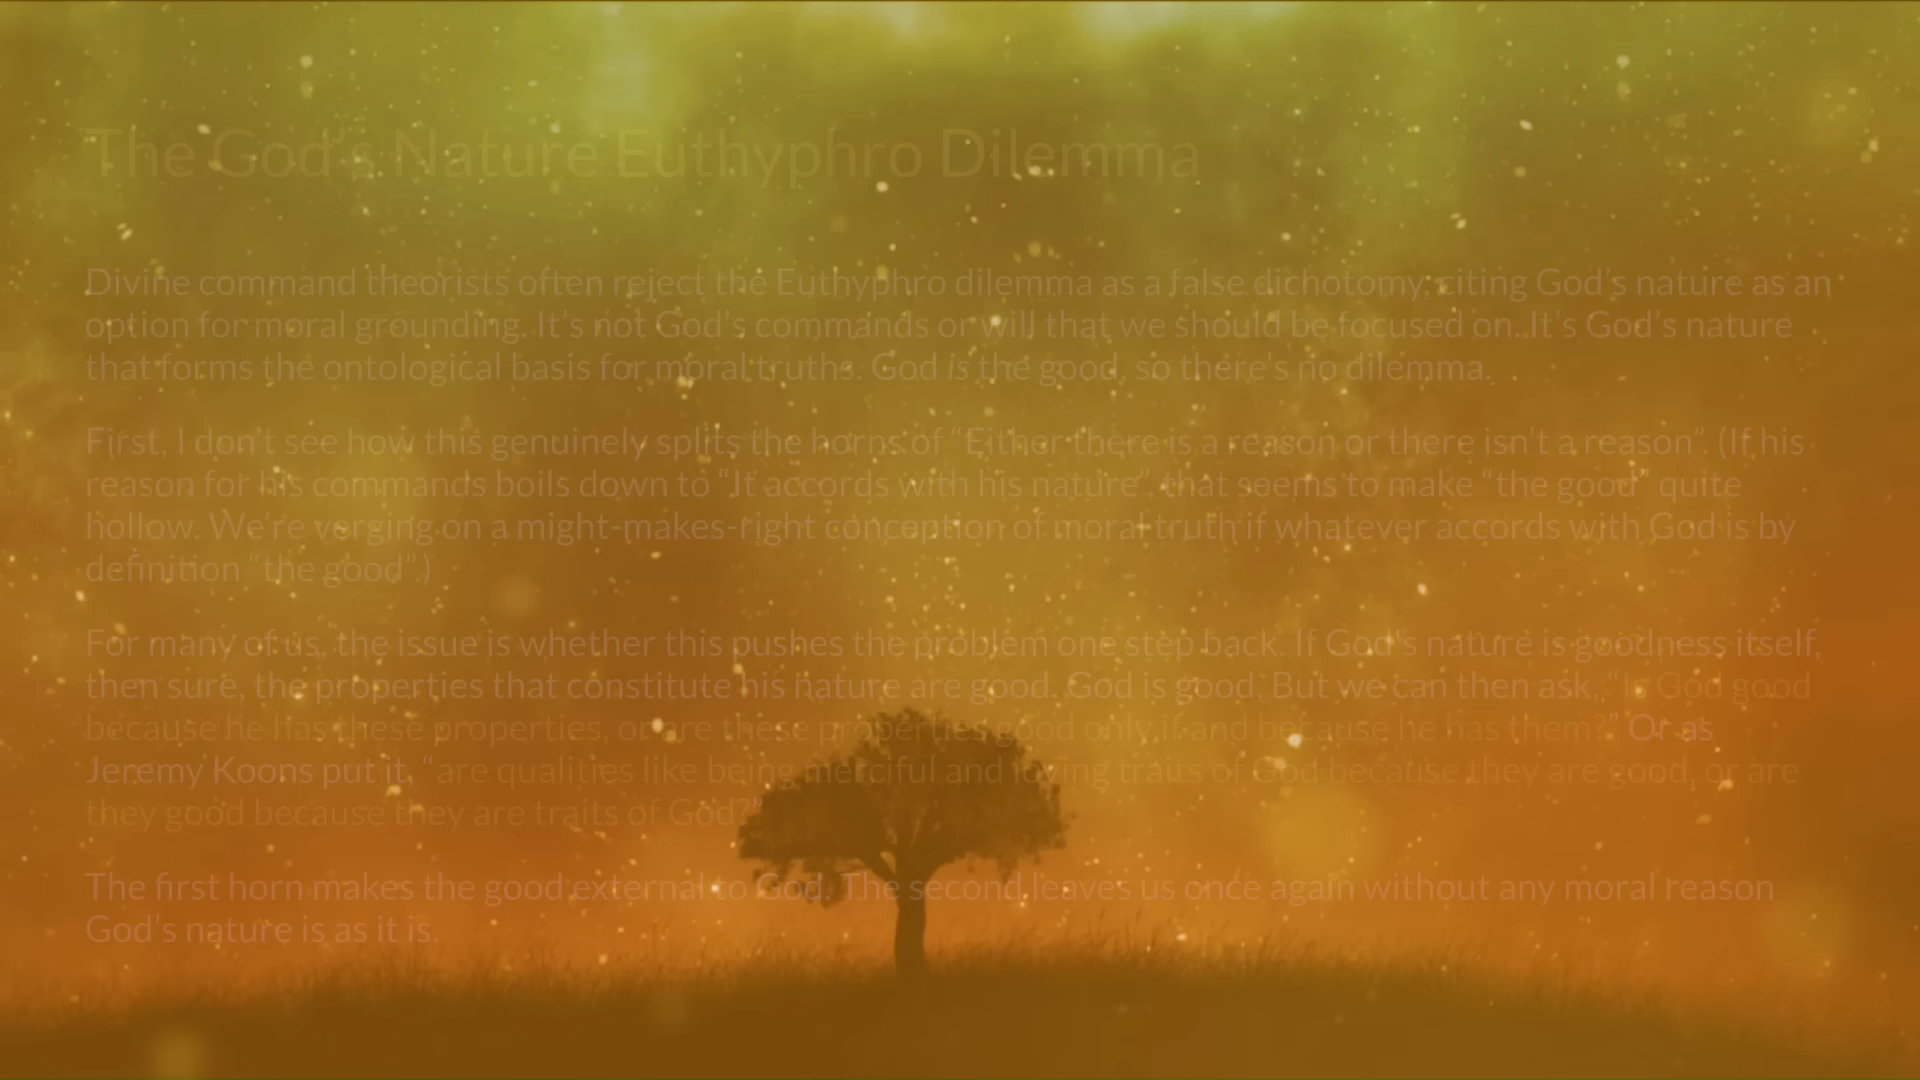 The God's Nature Euthyphro Dilemma
Divine command theorists often reject the Euthyphro dilemma as a false dichotomy, citing God's nature as an
option for moral grounding. It's not God's commands or will that we should be focused on. It's God's nature
that forms the ontological basis for moral truths. God is the good, so there's no dilemma.
First, I don't see how this genuinely splits the horns of “Either there is a reason or there isn't a reason”. (If his
reason for his commands boils down to “It accords with his nature”, that seems to make “the good” quite
hollow. We're verging on a might-makes-right conception of moral truth if whatever accords with God is by
definition “the good”.)
For many of us, the issue is whether this pushes the problem one step back. If God's nature is goodness itself,
then sure, the properties that constitute his nature are good. God is good. But we can then ask, “Is God good
because he has these properties, or are these properties good only if and because he has them?” Or as
Jeremy Koons put it, “are qualities like being merciful and loving traits of God because they are good, or are
they good because they are traits of God?”
The first horn makes the good external to God. The second leaves us once again without any moral reason
God's nature is as it is.